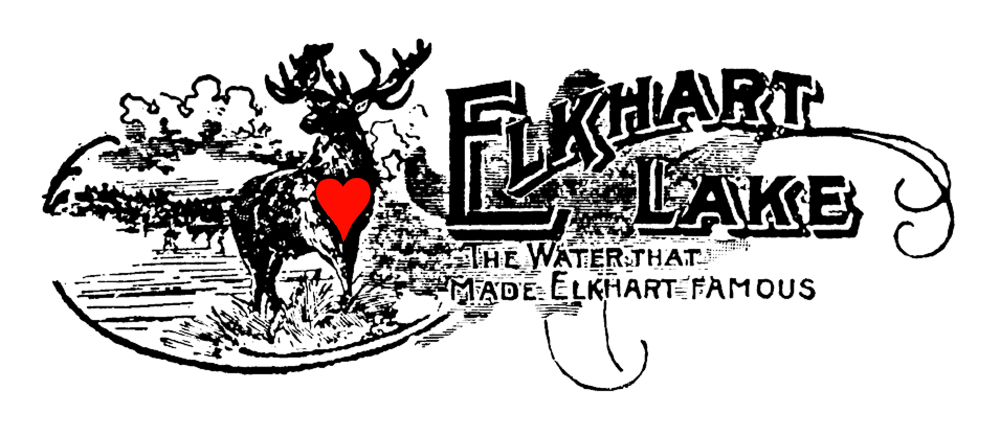 ELKHART
LAKE
THE WATER THAT
MADE ELKHART FAMOUS